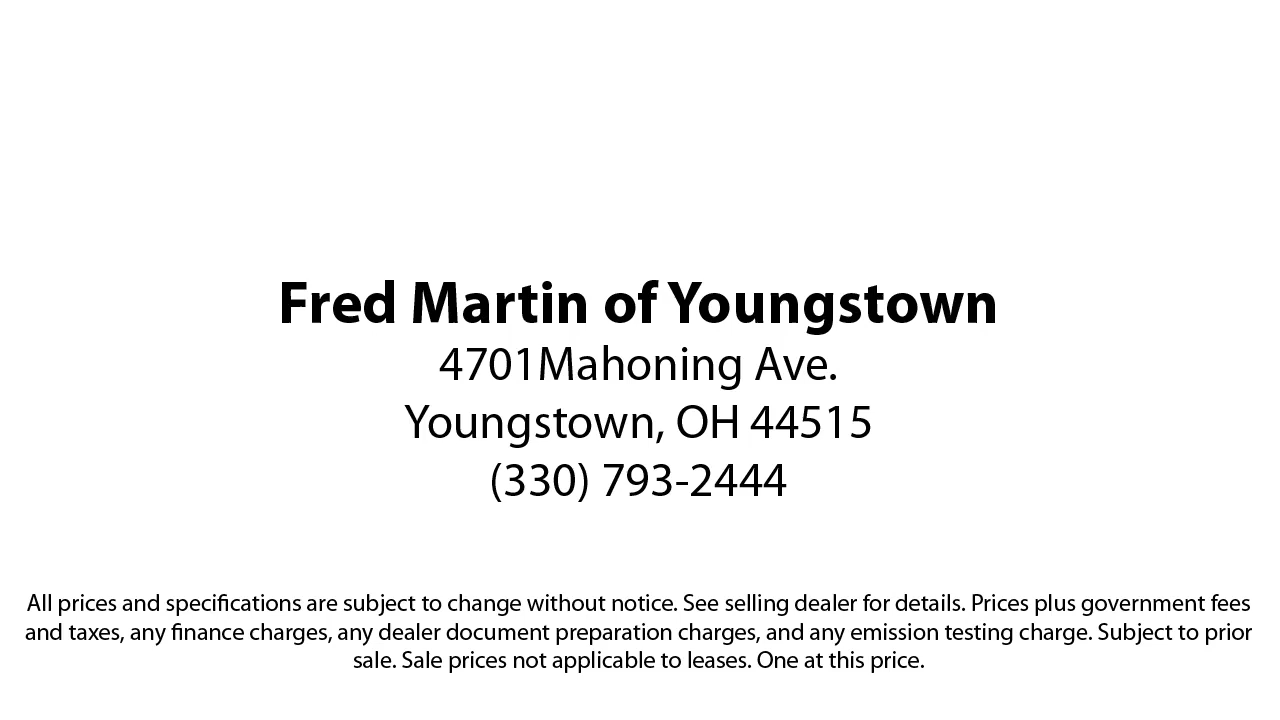 Fred Martin of Youngstown
4701Mahoning Ave.
Youngstown, OH 44515
(330) 793-2444
All prices and specifications are subject to change without notice. See selling dealer for details. Prices plus government fees
and taxes, any finance charges, any dealer document preparation charges, and any emission testing charge. Subject to prior
sale. Sale prices not applicable to leases. One at this price.